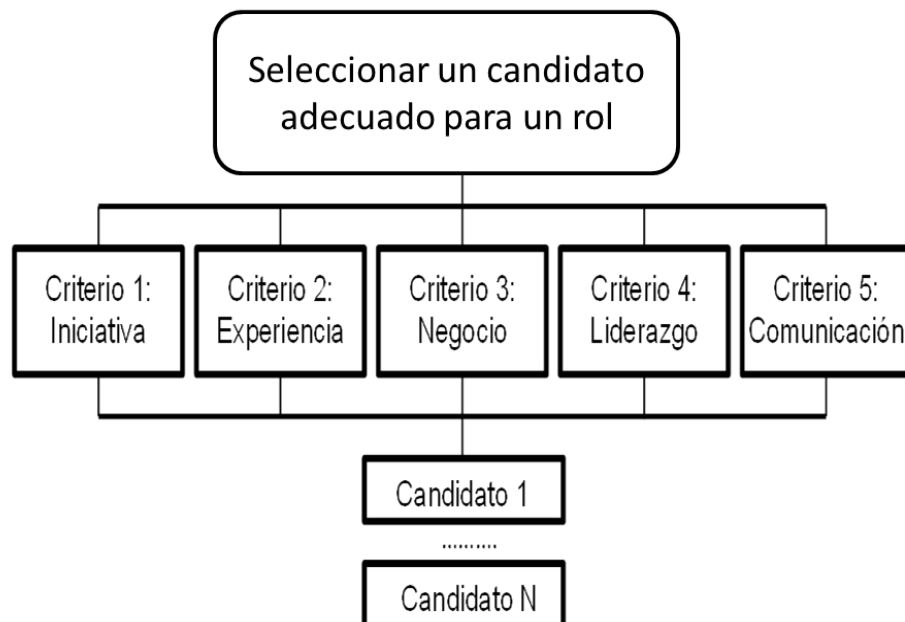 Seleccionar un candidato
adecuado para un rol
Criterio 1:
Iniciativa
Criterio 2:
Experiencia
Criterio 3:
Negocio
Criterio 4:
Liderazgo
Criterio 5:
Comunicación
Candidato 1
..........
Candidato N